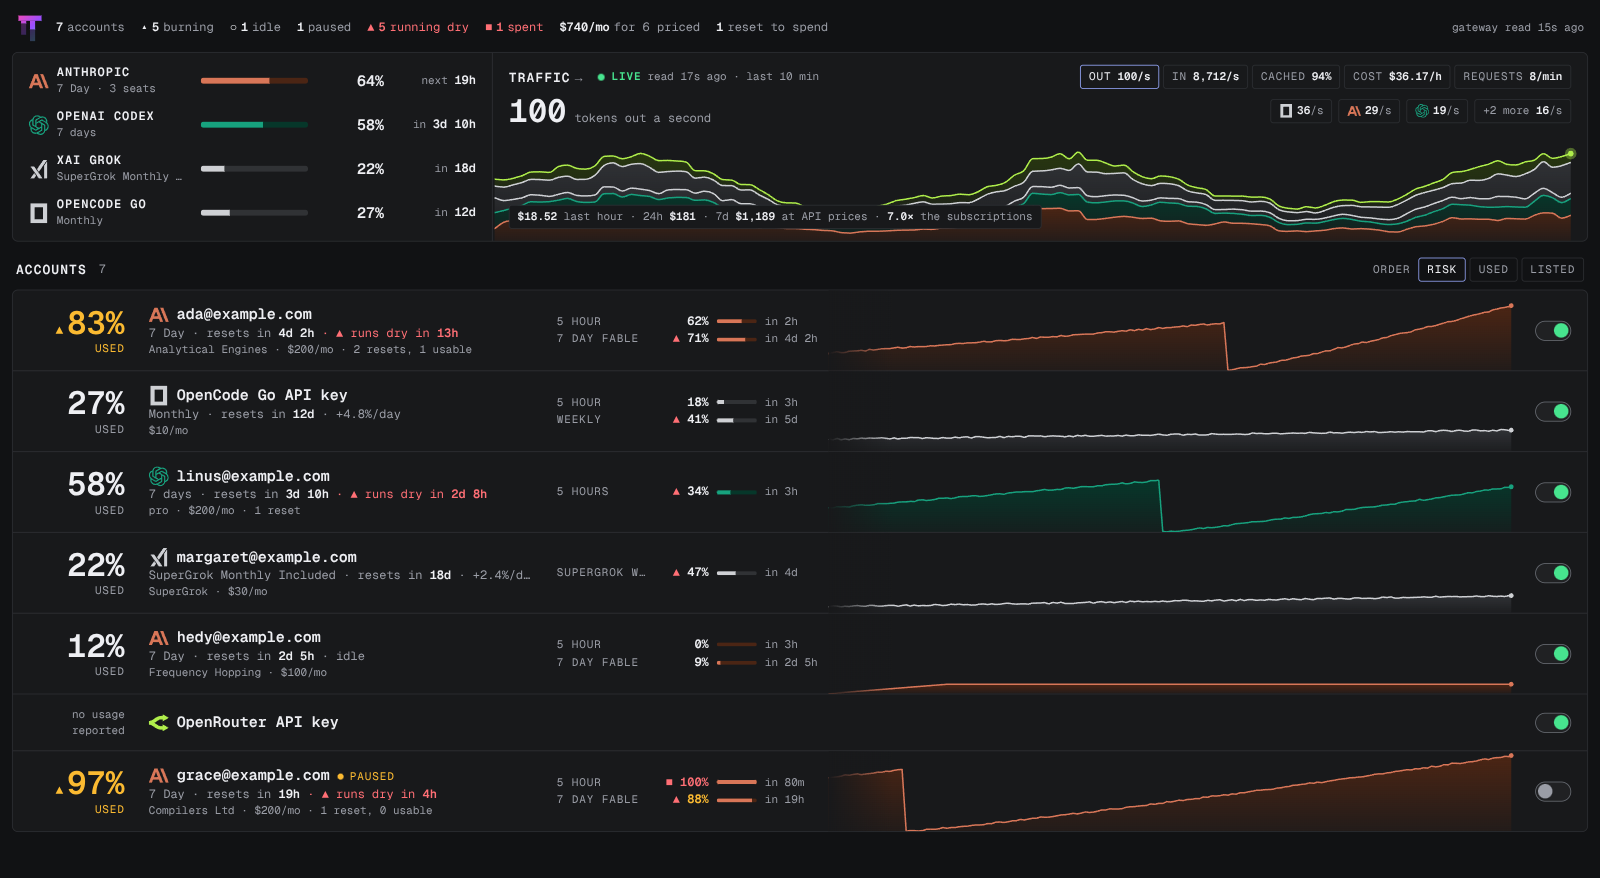 7 accounts ▲ 5 burning ○ 1 idle 1 paused ▲ 5 running dry ■ 1 spent $740/mo for 6 priced 1 reset to spend
gateway read 15s ago
ANTHROPIC
7 Day · 3 seats
64%
next 19h
OPENAI CODEX
7 days
58%
in 3d 10h
XAI GROK
SuperGrok Monthly …
22%
in 18d
OPENCODE GO
Monthly
27%
in 12d
TRAFFIC → ● LIVE read 17s ago · last 10 min
OUT 100/s IN 8,712/s CACHED 94% COST $36.17/h REQUESTS 8/min
100 tokens out a second
36/s 29/s 19/s +2 more 16/s
$18.52 last hour · 24h $181 · 7d $1,189 at API prices · 7.0× the subscriptions
ACCOUNTS 7
ORDER RISK USED LISTED
▲83%
USED
ada@example.com
7 Day · resets in 4d 2h · ▲ runs dry in 13h
Analytical Engines · $200/mo · 2 resets, 1 usable
5 HOUR 62% in 2h
7 DAY FABLE ▲ 71% in 4d 2h
27%
USED
OpenCode Go API key
Monthly · resets in 12d · +4.8%/day
$10/mo
5 HOUR 18% in 3h
WEEKLY ▲ 41% in 5d
58%
USED
linus@example.com
7 days · resets in 3d 10h · ▲ runs dry in 2d 8h
pro · $200/mo · 1 reset
5 HOURS ▲ 34% in 3h
22%
USED
margaret@example.com
SuperGrok Monthly Included · resets in 18d · +2.4%/d…
SuperGrok · $30/mo
SUPERGROK W… ▲ 47% in 4d
12%
USED
hedy@example.com
7 Day · resets in 2d 5h · idle
Frequency Hopping · $100/mo
5 HOUR 0% in 3h
7 DAY FABLE 9% in 2d 5h
no usage
reported
OpenRouter API key
▲97%
USED
grace@example.com ● PAUSED
7 Day · resets in 19h · ▲ runs dry in 4h
Compilers Ltd · $200/mo · 1 reset, 0 usable
5 HOUR ■ 100% in 80m
7 DAY FABLE ▲ 88% in 19h